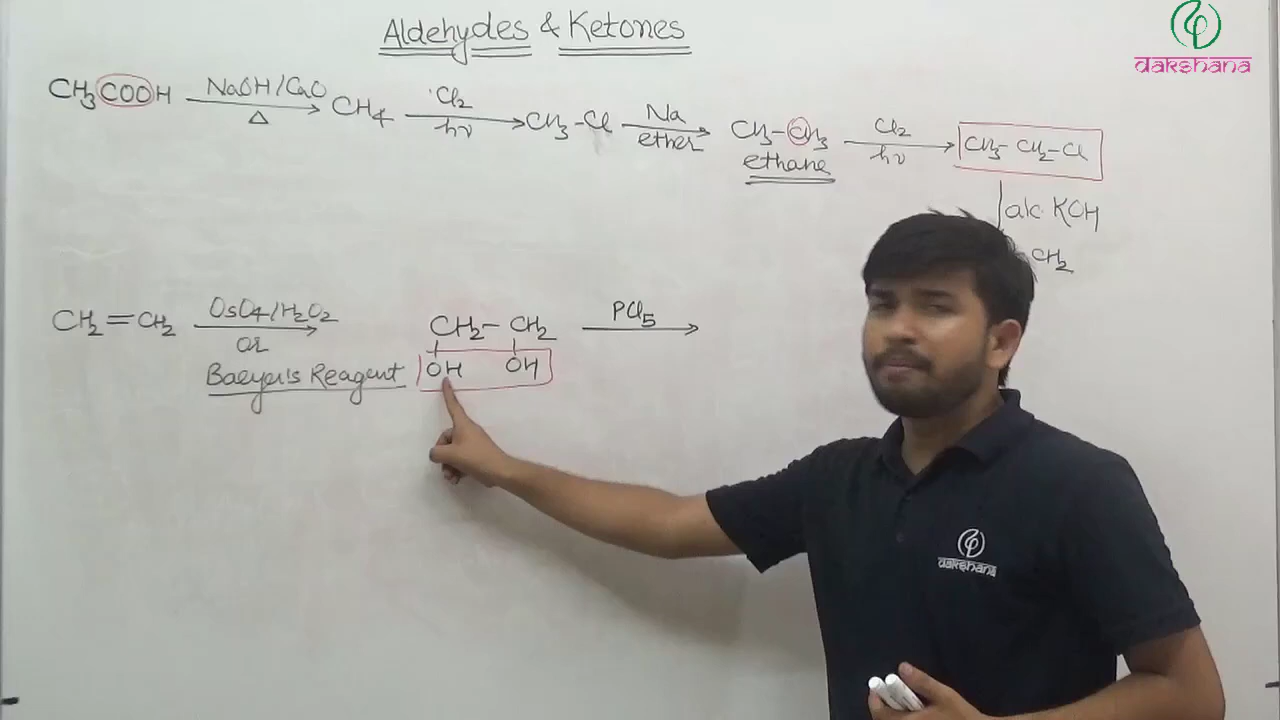 Aldehydes & Ketones
dakshana
CH3COOH NaOH/CaO Δ CH4 Cl2 hν CH3-Cl Na ether CH3-CH3 ethane Cl2 hν CH3-CH2-Cl
alc. KOH
CH2
CH2=CH2 OsO4/H2O2 or Baeyer's Reagent CH2-CH2 PCl5
OH OH
dakshana